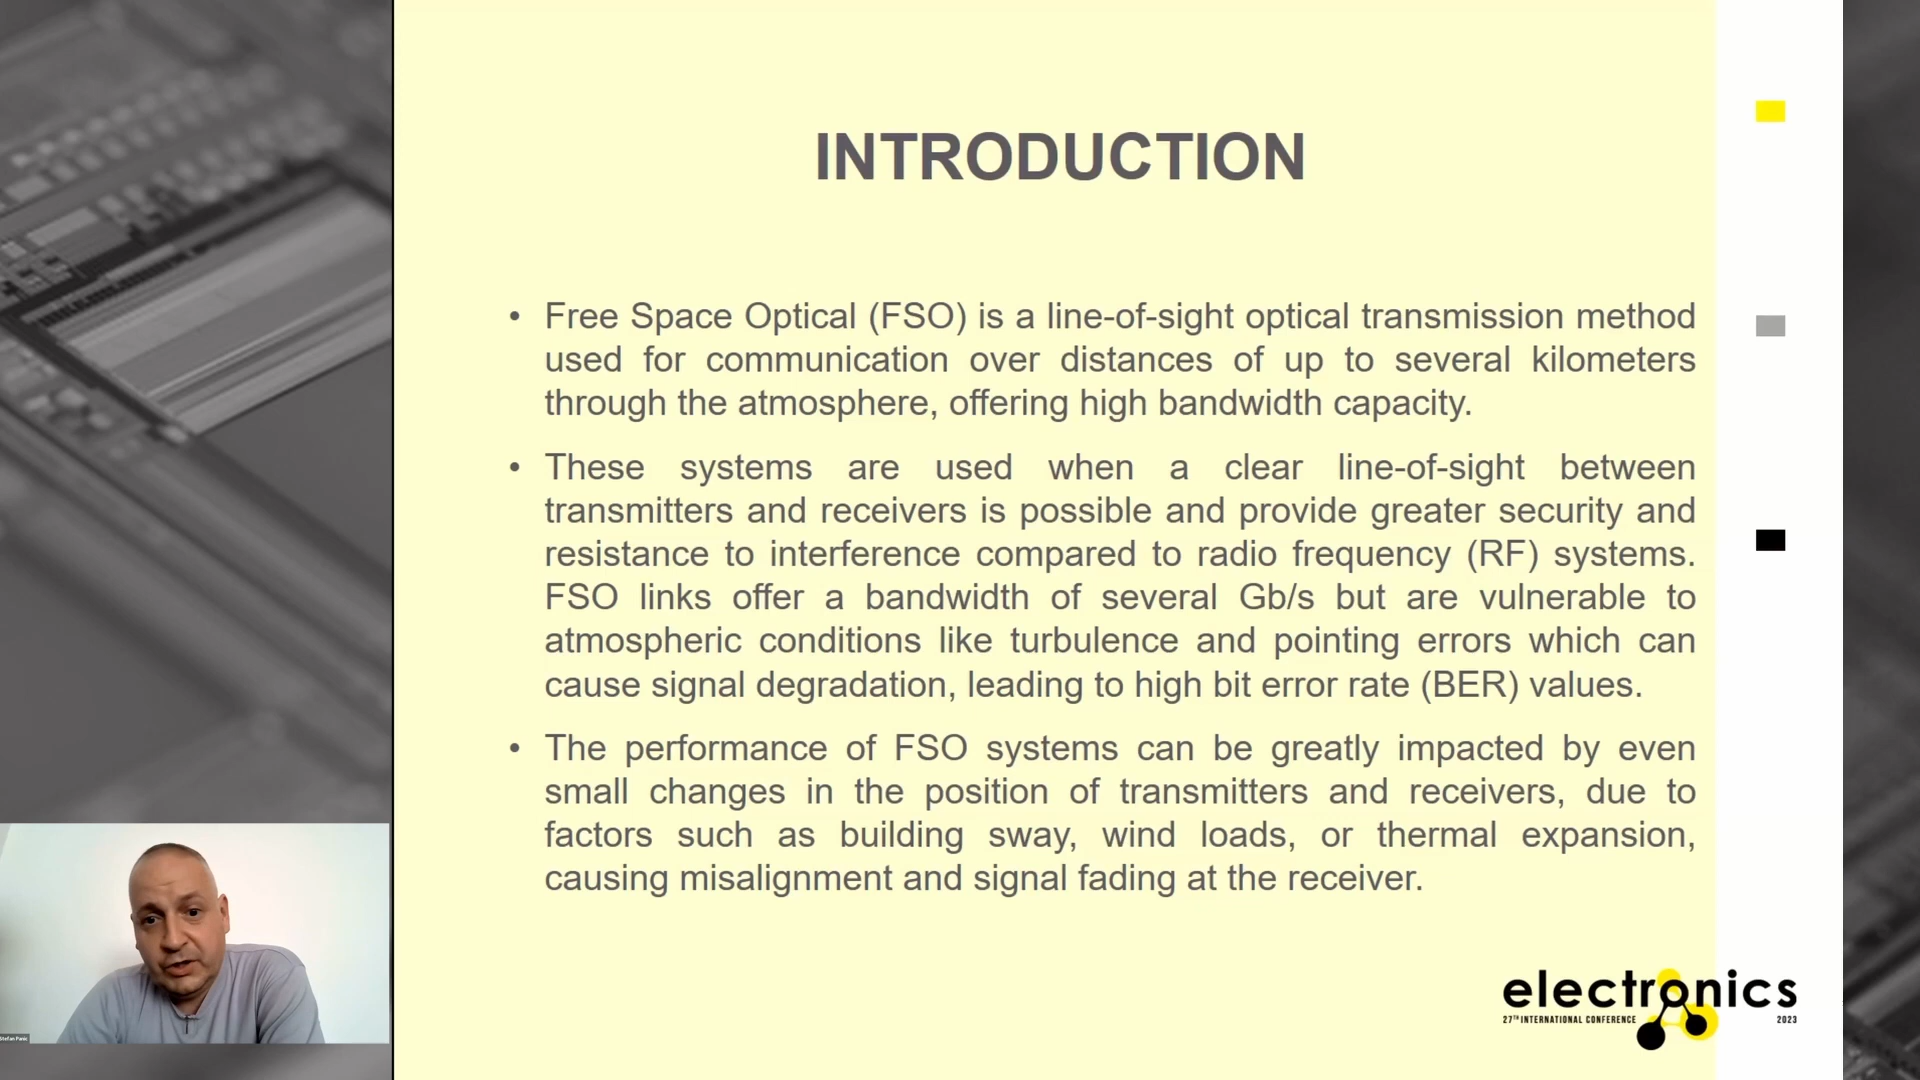 INTRODUCTION
• Free Space Optical (FSO) is a line-of-sight optical transmission method
used for communication over distances of up to several kilometers
through the atmosphere, offering high bandwidth capacity.
• These systems are used when a clear line-of-sight between
transmitters and receivers is possible and provide greater security and
resistance to interference compared to radio frequency (RF) systems.
FSO links offer a bandwidth of several Gb/s but are vulnerable to
atmospheric conditions like turbulence and pointing errors which can
cause signal degradation, leading to high bit error rate (BER) values.
• The performance of FSO systems can be greatly impacted by even
small changes in the position of transmitters and receivers, due to
factors such as building sway, wind loads, or thermal expansion,
causing misalignment and signal fading at the receiver.
electronics
27TH INTERNATIONAL CONFERENCE 2023
Stefan Panic